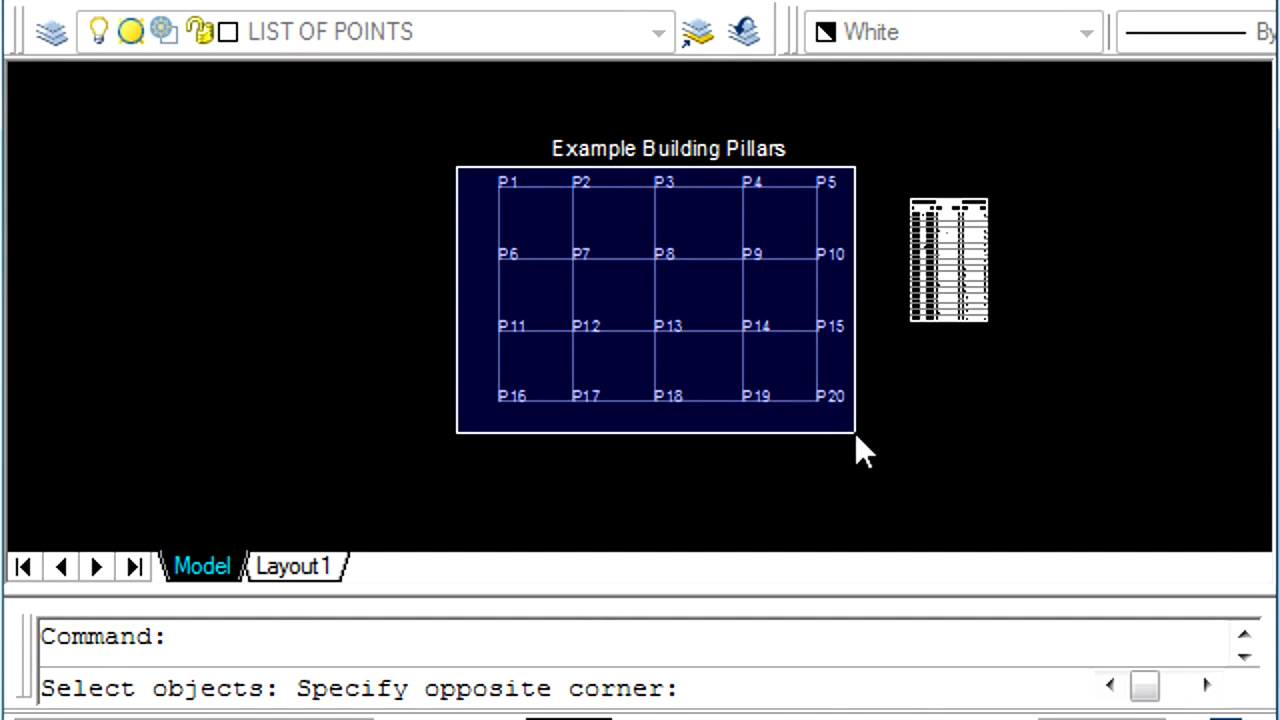 LIST OF POINTS White By
Example Building Pillars
P1 P2 P3 P4 P5
P6 P7 P8 P9 P10
P11 P12 P13 P14 P15
P16 P17 P18 P19 P20
Model Layout1
Command:
Select objects: Specify opposite corner: